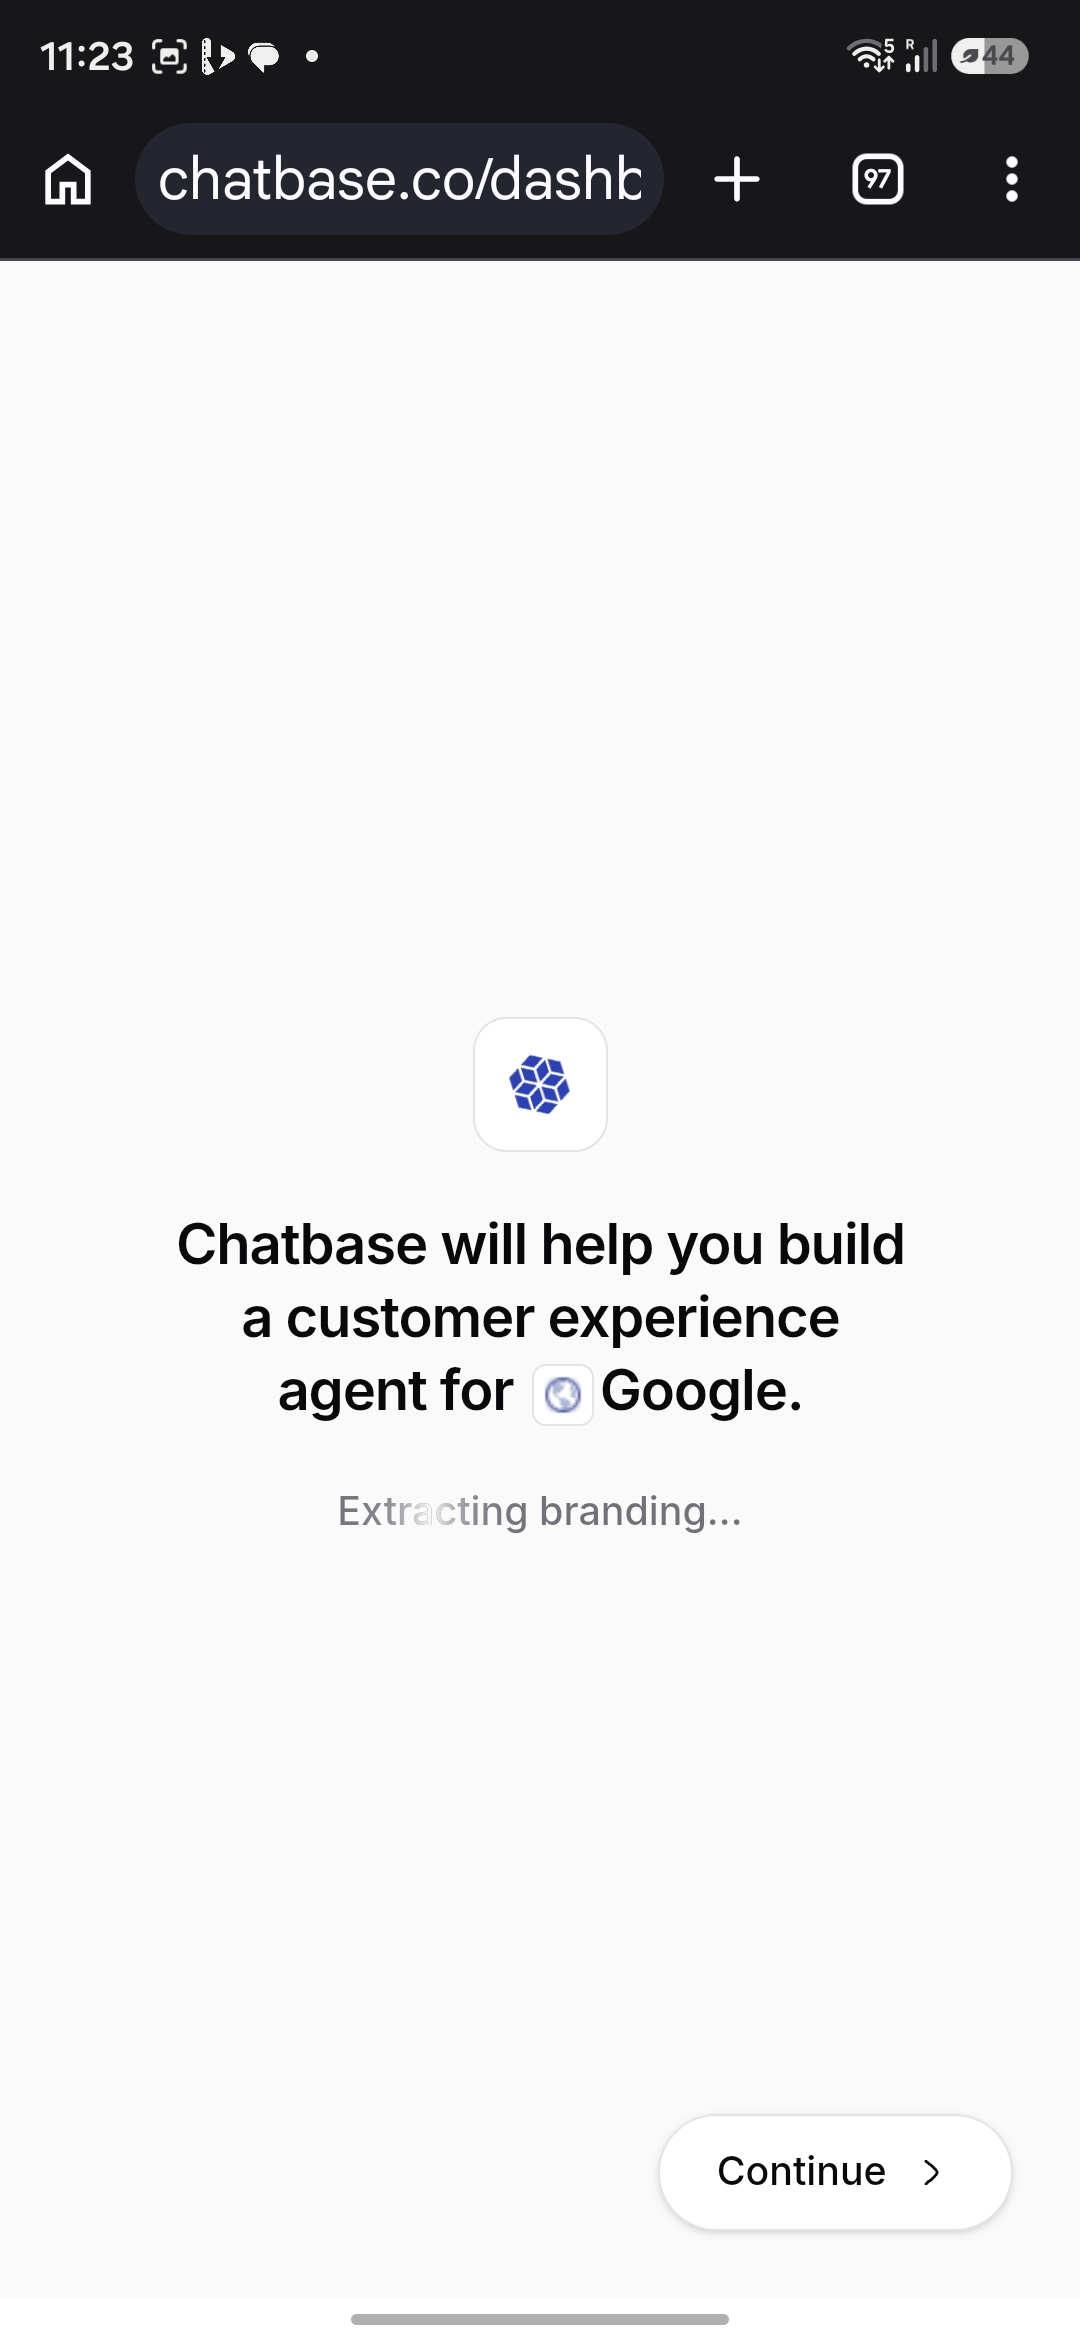 11:23
5
R
44
chatbase.co/dashb
97
Chatbase will help you build
a customer experience
agent for Google.
Extracting branding...
Continue